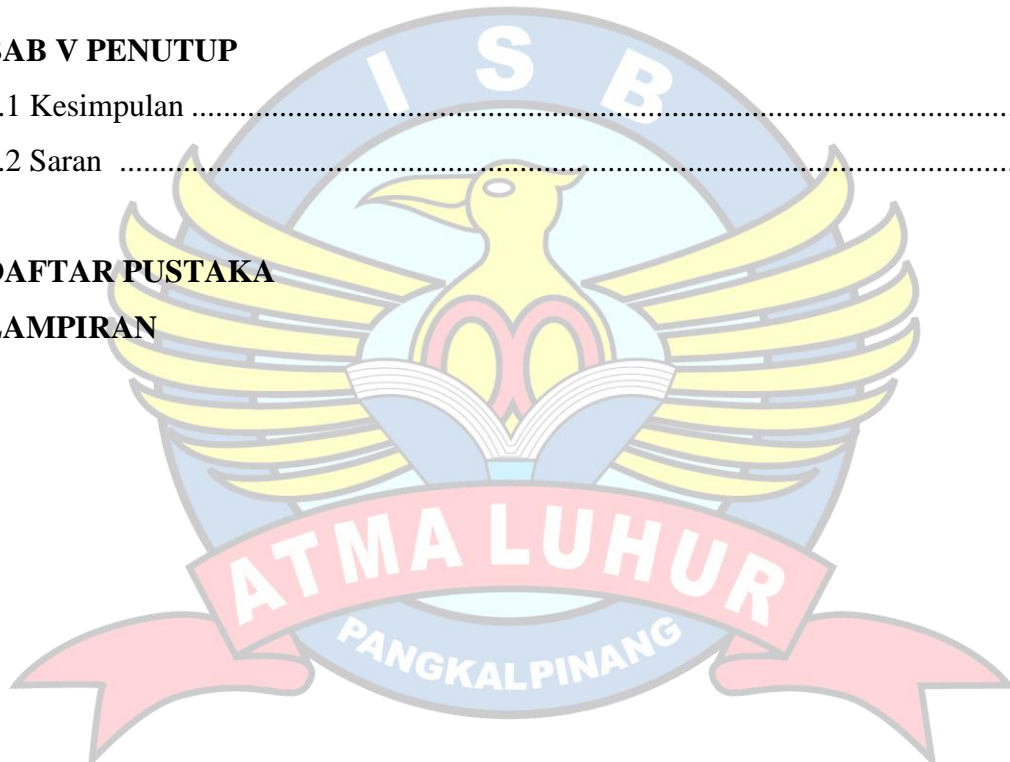 BAB V PENUTUP
.1 Kesimpulan ........................................................................................................
.2 Saran ..................................................................................................................
DAFTAR PUSTAKA
LAMPIRAN
I S B
ATMA LUHUR
PANGKALPINANG